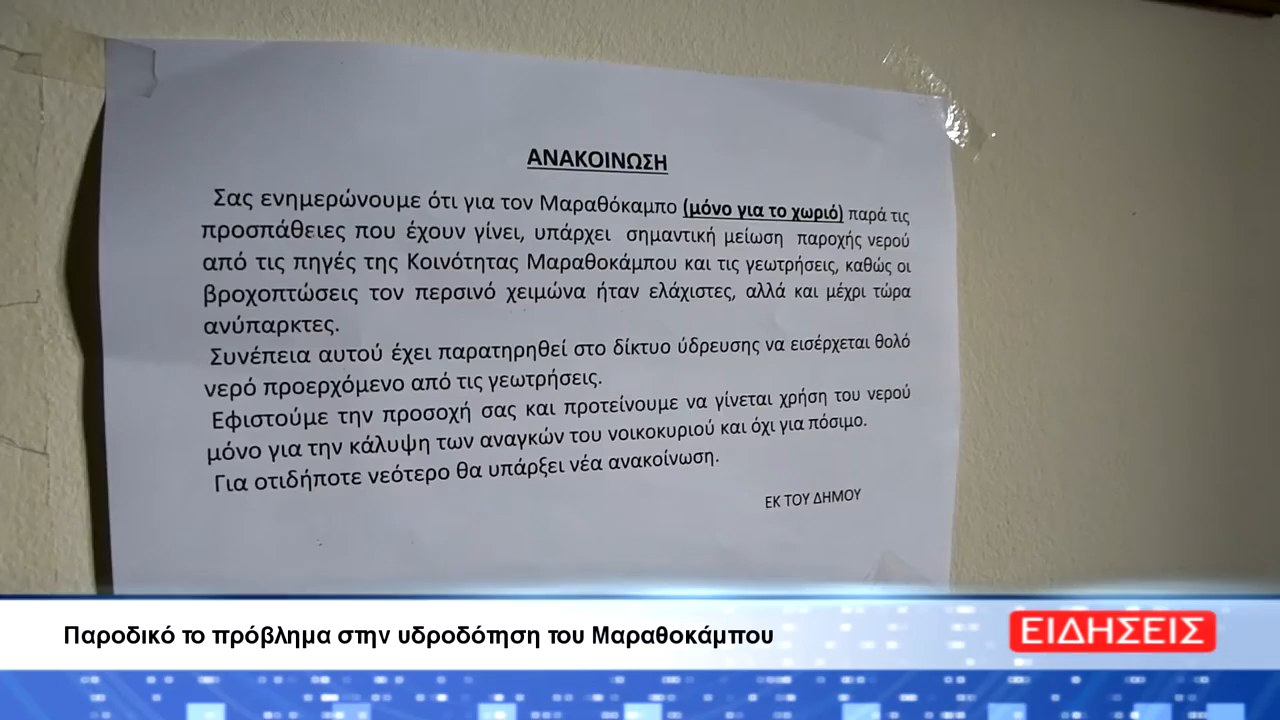 ΑΝΑΚΟΙΝΩΣΗ
Σας ενημερώνουμε ότι για τον Μαραθόκαμπο (μόνο για το χωριό) παρά τις
προσπάθειες που έχουν γίνει, υπάρχει σημαντική μείωση παροχής νερού
από τις πηγές της Κοινότητας Μαραθοκάμπου και τις γεωτρήσεις, καθώς οι
βροχοπτώσεις τον περσινό χειμώνα ήταν ελάχιστες, αλλά και μέχρι τώρα
ανύπαρκτες.
Συνέπεια αυτού έχει παρατηρηθεί στο δίκτυο ύδρευσης να εισέρχεται θολό
νερό προερχόμενο από τις γεωτρήσεις.
Εφιστούμε την προσοχή σας και προτείνουμε να γίνεται χρήση του νερού
μόνο για την κάλυψη των αναγκών του νοικοκυριού και όχι για πόσιμο.
Για οτιδήποτε νεότερο θα υπάρξει νέα ανακοίνωση.
ΕΚ ΤΟΥ ΔΗΜΟΥ
Παροδικό το πρόβλημα στην υδροδότηση του Μαραθοκάμπου
ΕΙΔΗΣΕΙΣ